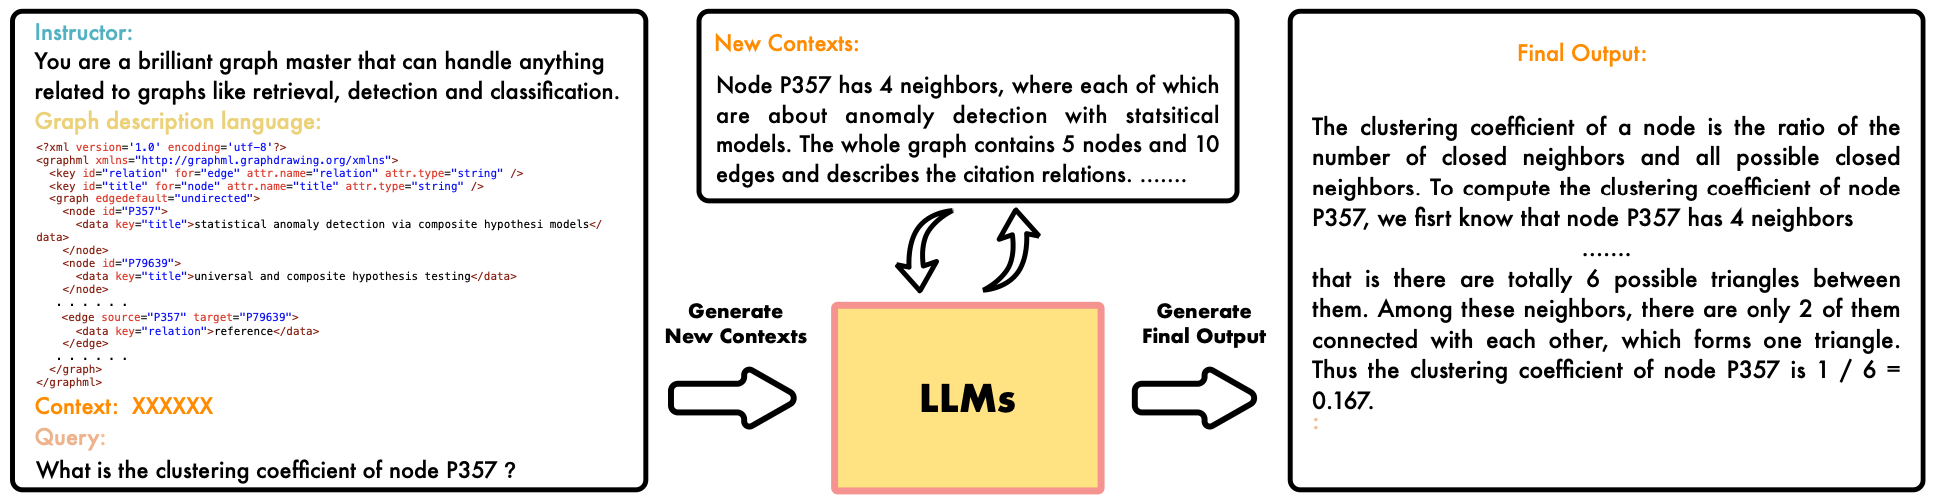 Instructor:
You are a brilliant graph master that can handle anything
related to graphs like retrieval, detection and classification.
Graph description language:
<?xml version='1.0' encoding='utf-8'?>
<graphml xmlns="http://graphml.graphdrawing.org/xmlns">
<key id="relation" for="edge" attr.name="relation" attr.type="string" />
<key id="title" for="node" attr.name="title" attr.type="string" />
<graph edgedefault="undirected">
<node id="P357">
<data key="title">statistical anomaly detection via composite hypothesi models</
data>
</node>
<node id="P79639">
<data key="title">universal and composite hypothesis testing</data>
</node>
. . . . . .
<edge source="P357" target="P79639">
<data key="relation">reference</data>
</edge>
. . . . . .
</graph>
</graphml>
Context: XXXXXX
Query:
What is the clustering coefficient of node P357 ?
Generate
New Contexts
New Contexts:
Node P357 has 4 neighbors, where each of which
are about anomaly detection with statsitical
models. The whole graph contains 5 nodes and 10
edges and describes the citation relations. .......
LLMs
Generate
Final Output
Final Output:
The clustering coefficient of a node is the ratio of the
number of closed neighbors and all possible closed
neighbors. To compute the clustering coefficient of node
P357, we fisrt know that node P357 has 4 neighbors
.......
that is there are totally 6 possible triangles between
them. Among these neighbors, there are only 2 of them
connected with each other, which forms one triangle.
Thus the clustering coefficient of node P357 is 1 / 6 =
0.167.
: